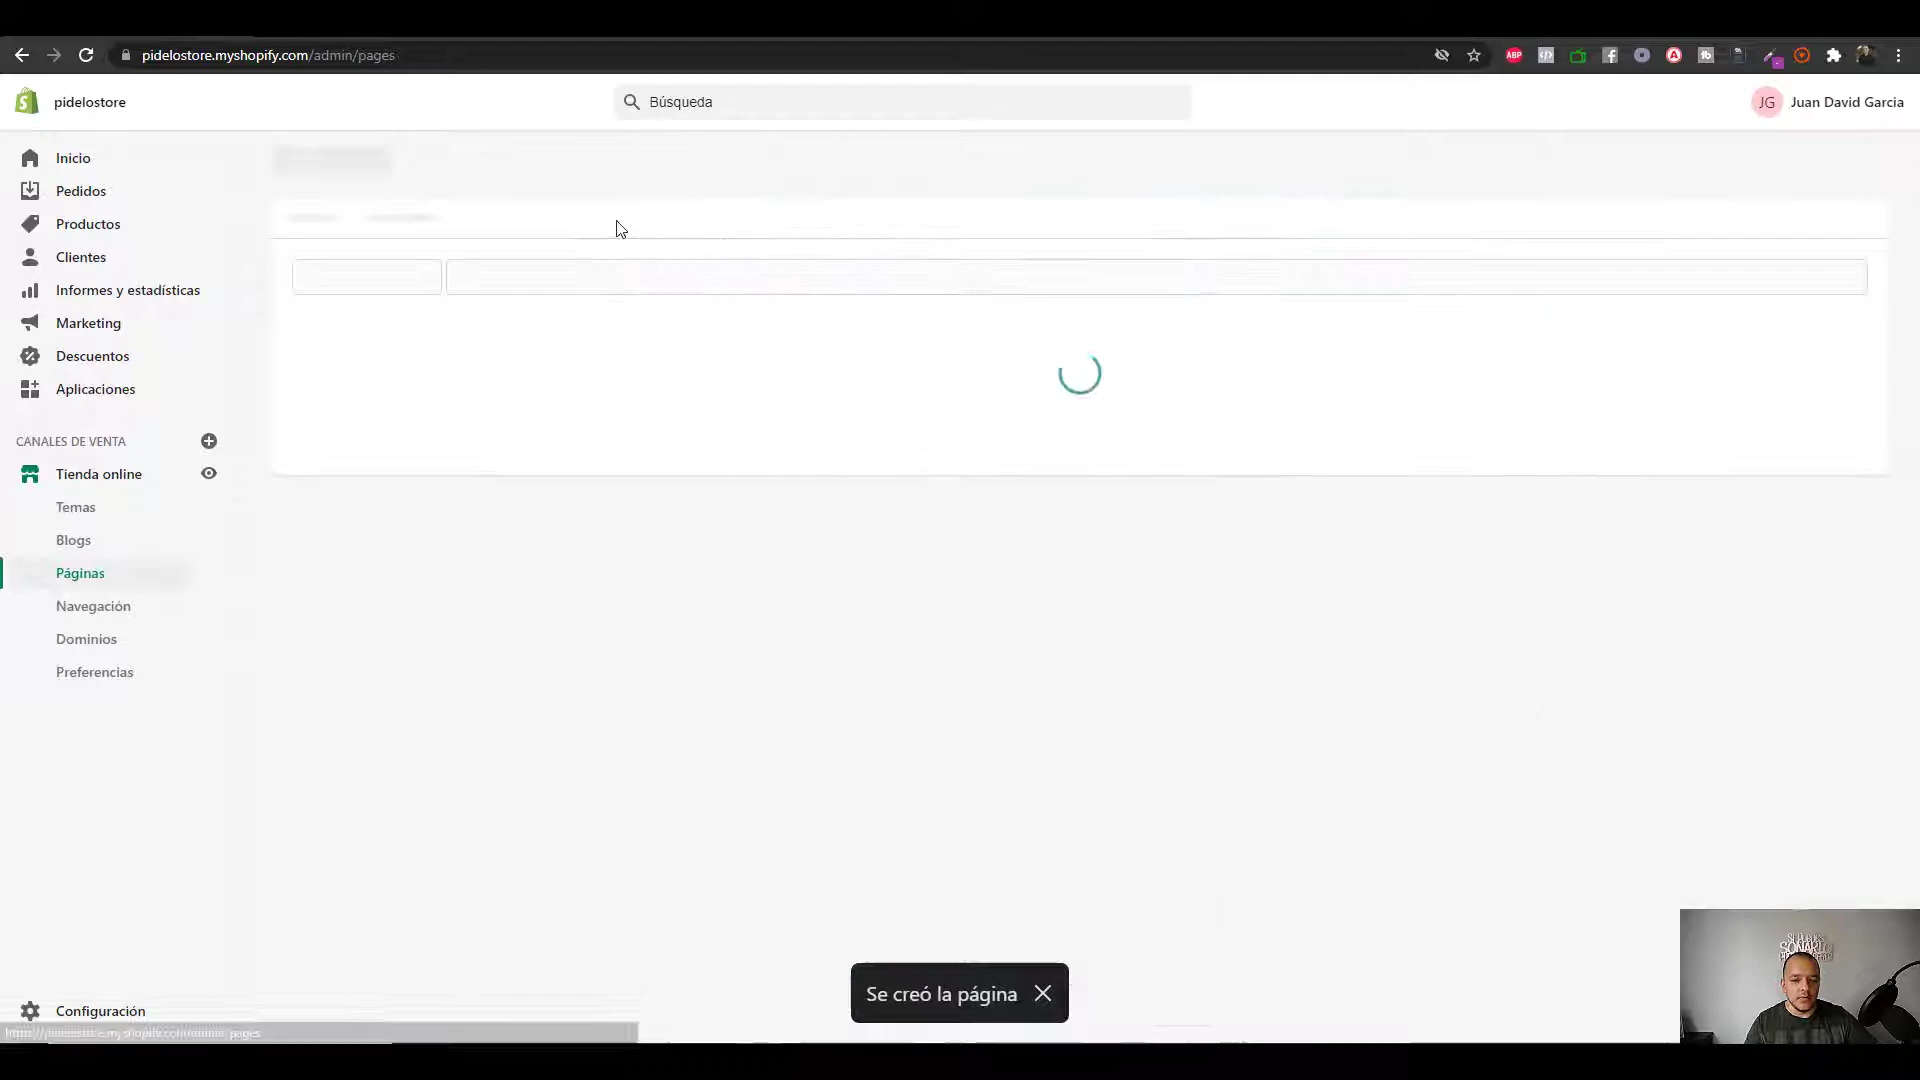 pidelostore.myshopify.com/admin/pages
ABP
pidelostore
Búsqueda
JG
Juan David Garcia
Inicio
Pedidos
Productos
Clientes
Informes y estadísticas
Marketing
Descuentos
Aplicaciones
CANALES DE VENTA
Tienda online
Temas
Blogs
Páginas
Navegación
Dominios
Preferencias
Se creó la página
Configuración